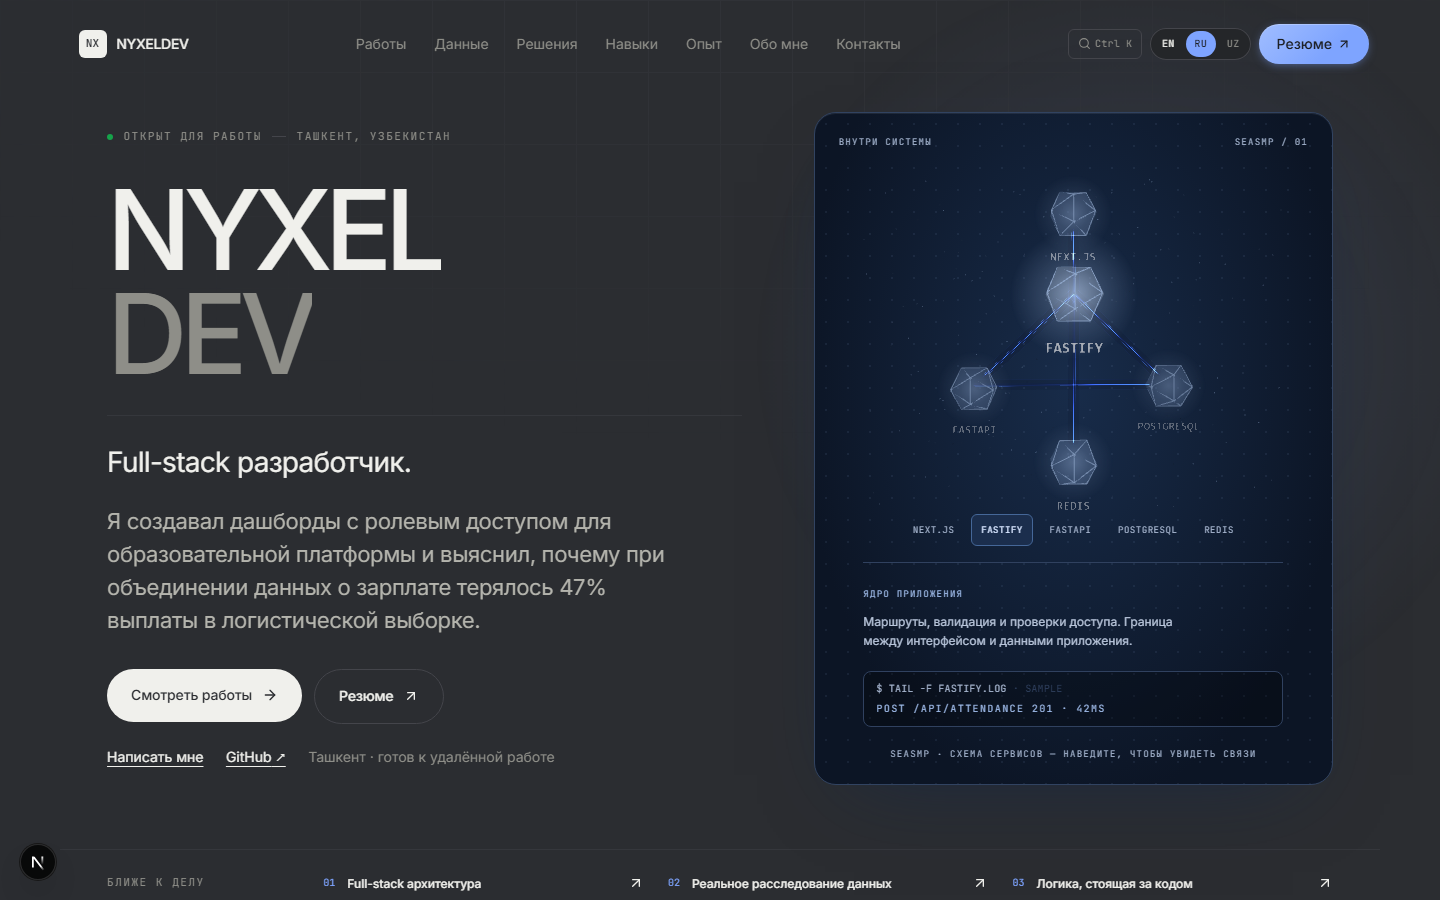 NX NYXELDEV
Работы Данные Решения Навыки Опыт Обо мне Контакты
Ctrl K
EN RU UZ
Резюме
ОТКРЫТ ДЛЯ РАБОТЫ — ТАШКЕНТ, УЗБЕКИСТАН
NYXEL
DEV
Full-stack разработчик.
Я создавал дашборды с ролевым доступом для
образовательной платформы и выяснил, почему при
объединении данных о зарплате терялось 47%
выплаты в логистической выборке.
Смотреть работы →
Резюме ↗
Написать мне GitHub ↗ Ташкент · готов к удалённой работе
ВНУТРИ СИСТЕМЫ
SEASMP / 01
NEXT.JS
FASTIFY
FASTAPI
POSTGRESQL
REDIS
NEXT.JS FASTIFY FASTAPI POSTGRESQL REDIS
ЯДРО ПРИЛОЖЕНИЯ
Маршруты, валидация и проверки доступа. Граница
между интерфейсом и данными приложения.
$ TAIL -F FASTIFY.LOG · SAMPLE
POST /API/ATTENDANCE 201 · 42MS
SEASMP · СХЕМА СЕРВИСОВ — НАВЕДИТЕ, ЧТОБЫ УВИДЕТЬ СВЯЗИ
N
БЛИЖЕ К ДЕЛУ
01 Full-stack архитектура ↗
02 Реальное расследование данных ↗
03 Логика, стоящая за кодом ↗